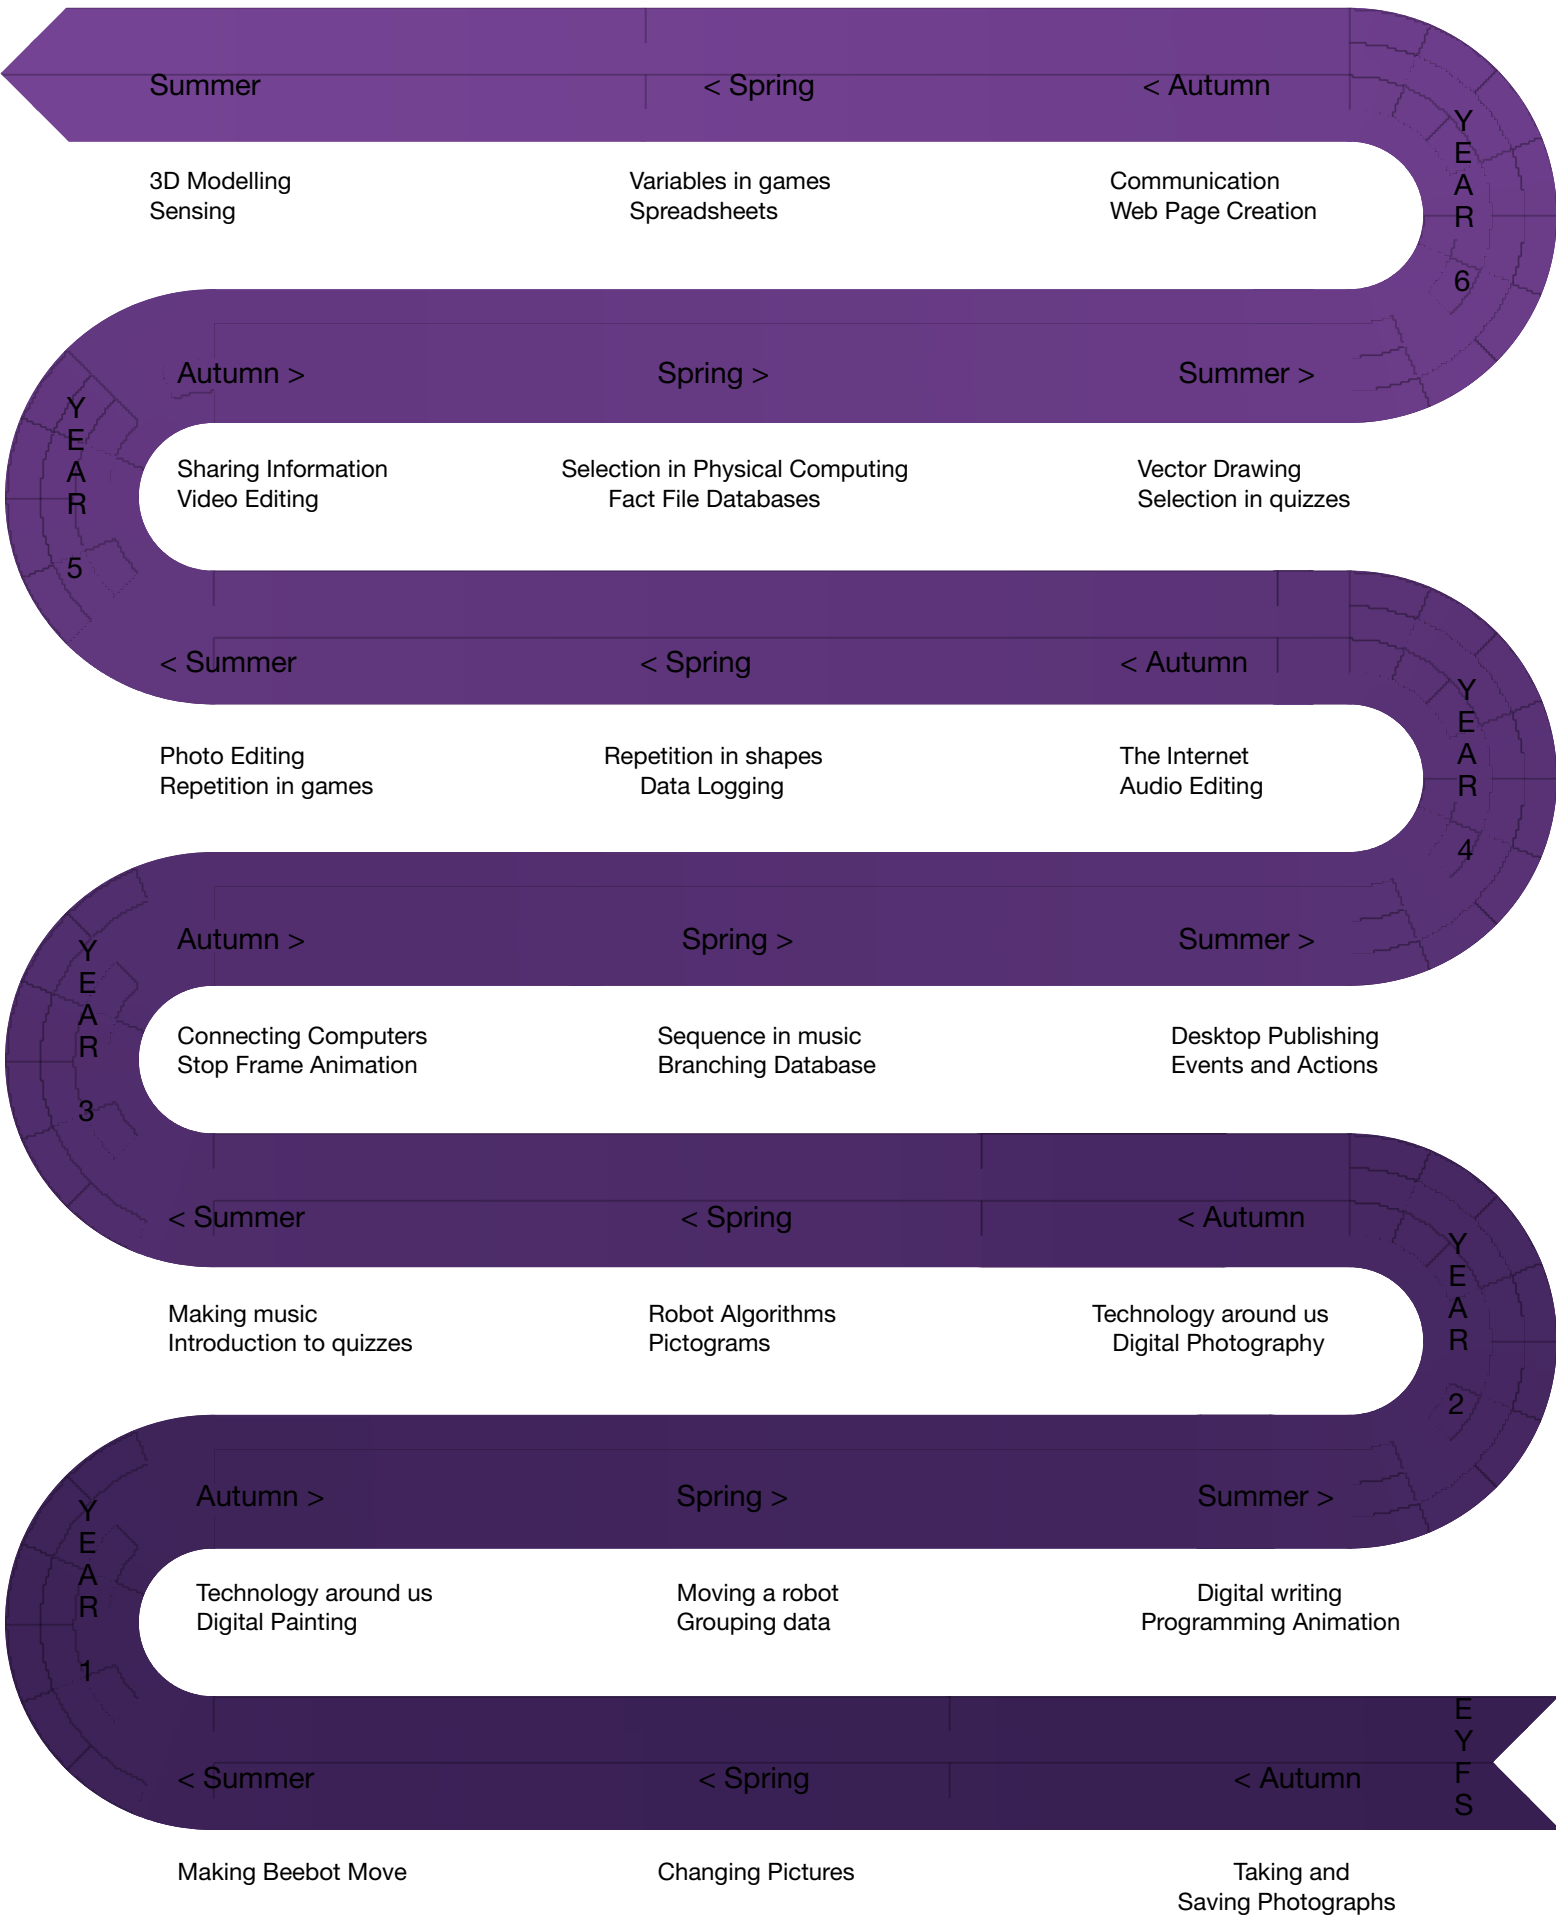 Summer
< Spring
< Autumn
YEAR 6
3D Modelling
Sensing
Variables in games
Spreadsheets
Communication
Web Page Creation
Autumn >
Spring >
Summer >
YEAR 5
Sharing Information
Video Editing
Selection in Physical Computing
Fact File Databases
Vector Drawing
Selection in quizzes
< Summer
< Spring
< Autumn
YEAR 4
Photo Editing
Repetition in games
Repetition in shapes
Data Logging
The Internet
Audio Editing
Autumn >
Spring >
Summer >
YEAR 3
Connecting Computers
Stop Frame Animation
Sequence in music
Branching Database
Desktop Publishing
Events and Actions
< Summer
< Spring
< Autumn
YEAR 2
Making music
Introduction to quizzes
Robot Algorithms
Pictograms
Technology around us
Digital Photography
Autumn >
Spring >
Summer >
YEAR 1
Technology around us
Digital Painting
Moving a robot
Grouping data
Digital writing
Programming Animation
< Summer
< Spring
< Autumn
EYFS
Making Beebot Move
Changing Pictures
Taking and
Saving Photographs